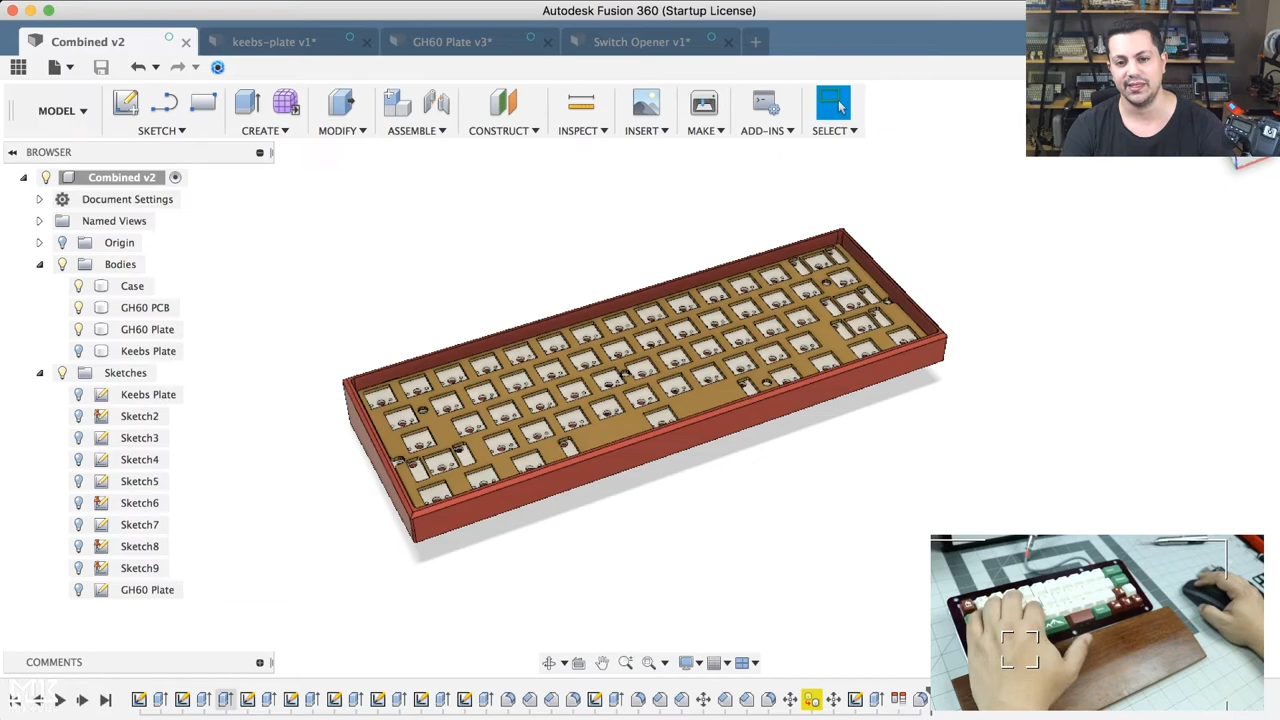 Autodesk Fusion 360 (Startup License)
Combined v2
keebs-plate v1*
GH60 Plate v3*
Switch Opener v1*
MODEL
SKETCH
CREATE
MODIFY
ASSEMBLE
CONSTRUCT
INSPECT
INSERT
MAKE
ADD-INS
SELECT
BROWSER
Combined v2
Document Settings
Named Views
Origin
Bodies
Case
GH60 PCB
GH60 Plate
Keebs Plate
Sketches
Keebs Plate
Sketch2
Sketch3
Sketch4
Sketch5
Sketch6
Sketch7
Sketch8
Sketch9
GH60 Plate
COMMENTS